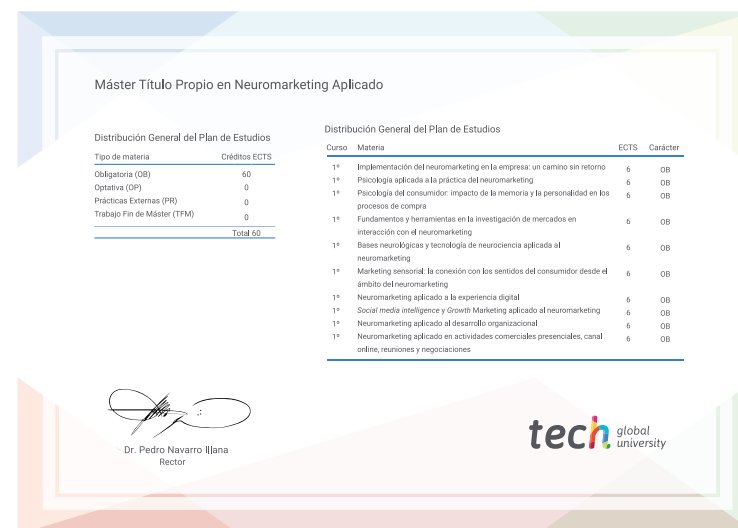 Máster Título Propio en Neuromarketing Aplicado
Distribución General del Plan de Estudios
Tipo de materia Créditos ECTS
Obligatoria (OB) 60
Optativa (OP) 0
Prácticas Externas (PR) 0
Trabajo Fin de Máster (TFM) 0
Total 60
Distribución General del Plan de Estudios
Curso Materia ECTS Carácter
1º Implementación del neuromarketing en la empresa: un camino sin retorno 6 OB
1º Psicología aplicada a la práctica del neuromarketing 6 OB
1º Psicología del consumidor: impacto de la memoria y la personalidad en los 6 OB
procesos de compra
1º Fundamentos y herramientas en la investigación de mercados en 6 OB
interacción con el neuromarketing
1º Bases neurológicas y tecnología de neurociencia aplicada al 6 OB
neuromarketing
1º Marketing sensorial: la conexión con los sentidos del consumidor desde el 6 OB
ámbito del neuromarketing
1º Neuromarketing aplicado a la experiencia digital 6 OB
1º Social media intelligence y Growth Marketing aplicado al neuromarketing 6 OB
1º Neuromarketing aplicado al desarrollo organizacional 6 OB
1º Neuromarketing aplicado en actividades comerciales presenciales, canal 6 OB
online, reuniones y negociaciones
Dr. Pedro Navarro Illana
Rector
tech global
university